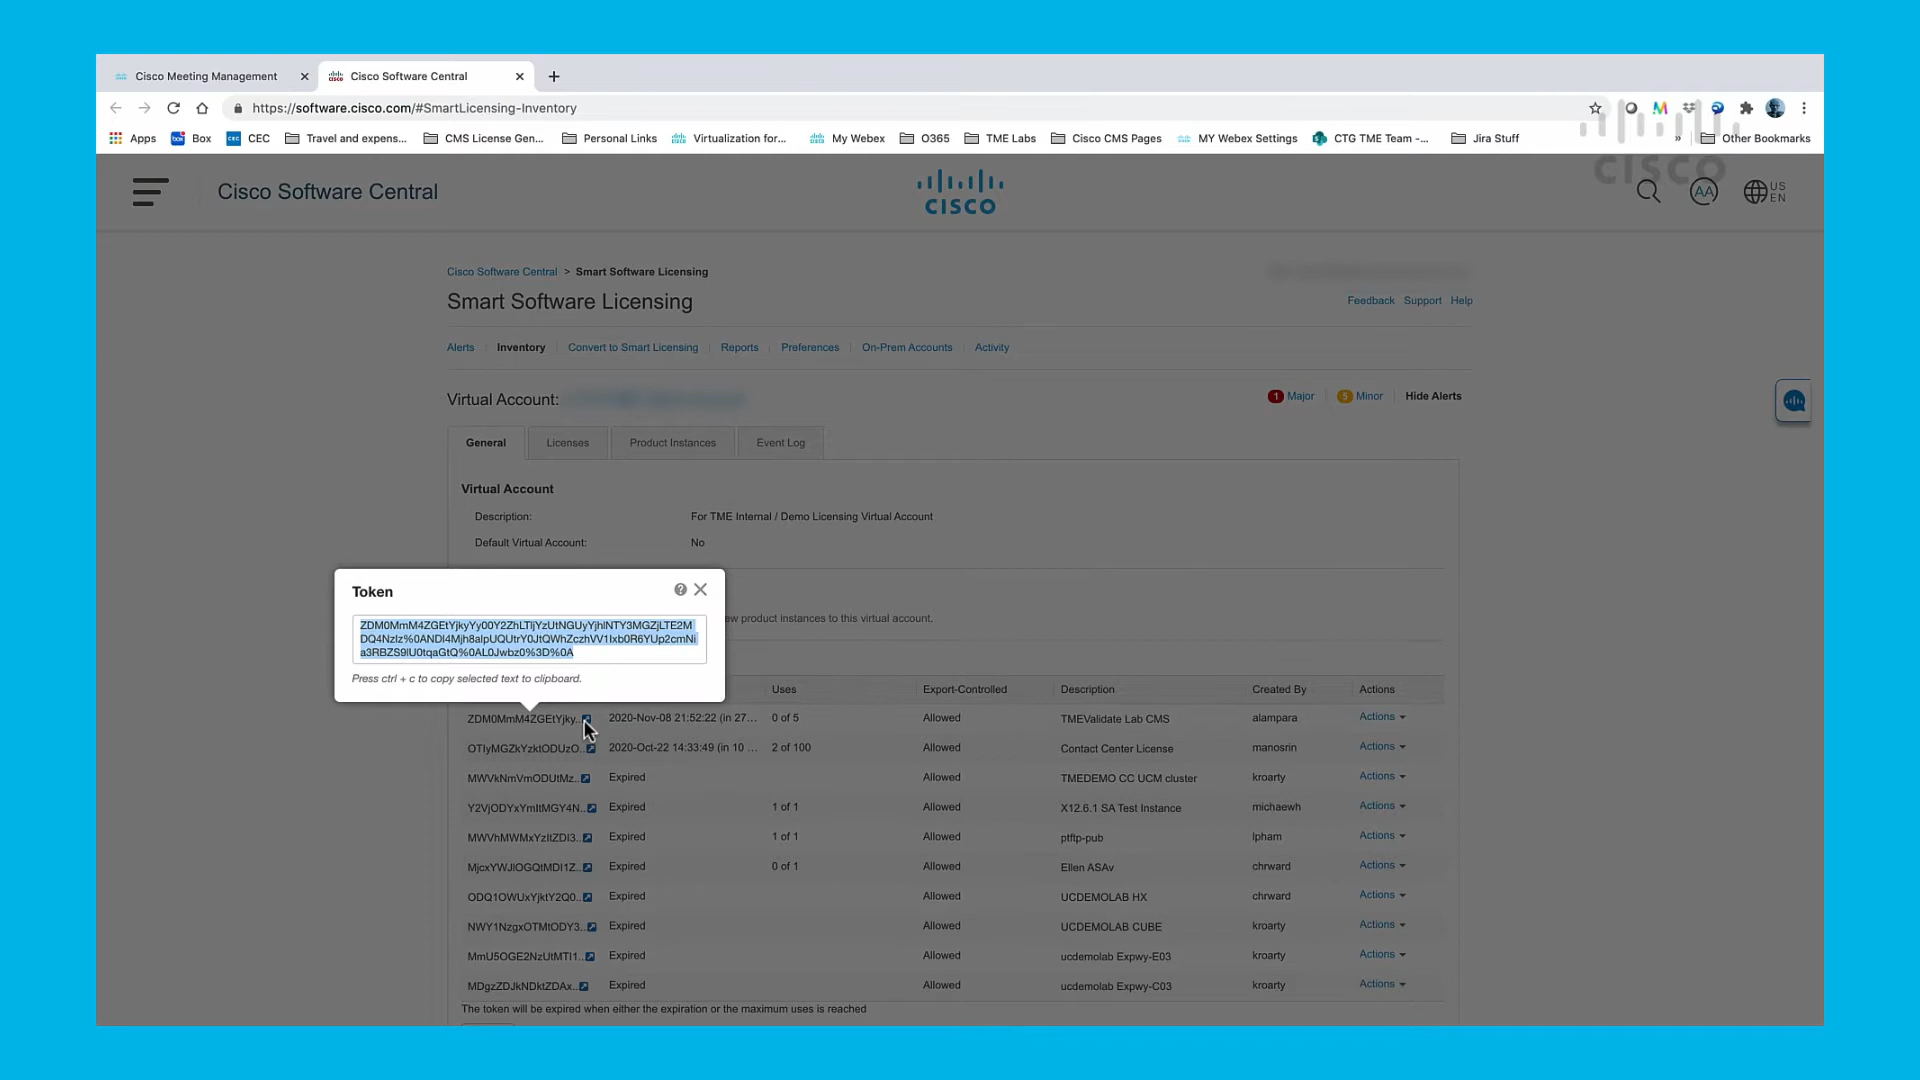 Cisco Meeting Management
Cisco Software Central
https://software.cisco.com/#SmartLicensing-Inventory
Apps Box CEC Travel and expens... CMS License Gen... Personal Links Virtualization for... My Webex O365 TME Labs Cisco CMS Pages MY Webex Settings CTG TME Team -... Jira Stuff » Other Bookmarks
CISCO
Cisco Software Central
CISCO
AA
US
EN
Cisco Software Central > Smart Software Licensing
Smart Software Licensing
Feedback Support Help
Alerts Inventory Convert to Smart Licensing Reports Preferences On-Prem Accounts Activity
Virtual Account:
1 Major 5 Minor Hide Alerts
General Licenses Product Instances Event Log
Virtual Account
Description: For TME Internal / Demo Licensing Virtual Account
Default Virtual Account: No
Token
ew product instances to this virtual account.
Press ctrl + c to copy selected text to clipboard.
Uses Export-Controlled Description Created By Actions
ZDM0MmM4ZGEtYjky.. 2020-Nov-08 21:52:22 (in 27... 0 of 5 Allowed TMEValidate Lab CMS alampara Actions
OTIyMGZkYzktODUzO.. 2020-Oct-22 14:33:49 (in 10 ... 2 of 100 Allowed Contact Center License manosrin Actions
MWVkNmVmODUtMz.. Expired Allowed TMEDEMO CC UCM cluster kroarty Actions
Y2VjODYxYmItMGY4N.. Expired 1 of 1 Allowed X12.6.1 SA Test Instance michaewh Actions
MWVhMWMxYzItZDI3.. Expired 1 of 1 Allowed ptftp-pub lpham Actions
MjcxYWJlOGQtMDI1Z.. Expired 0 of 1 Allowed Ellen ASAv chrward Actions
ODQ1OWUxYjktY2Q0.. Expired Allowed UCDEMOLAB HX chrward Actions
NWY1NzgxOTMtODY3.. Expired Allowed UCDEMOLAB CUBE kroarty Actions
MmU5OGE2NzUtMTI1.. Expired Allowed ucdemolab Expwy-E03 kroarty Actions
MDgzZDJkNDktZDAx.. Expired Allowed ucdemolab Expwy-C03 kroarty Actions
The token will be expired when either the expiration or the maximum uses is reached